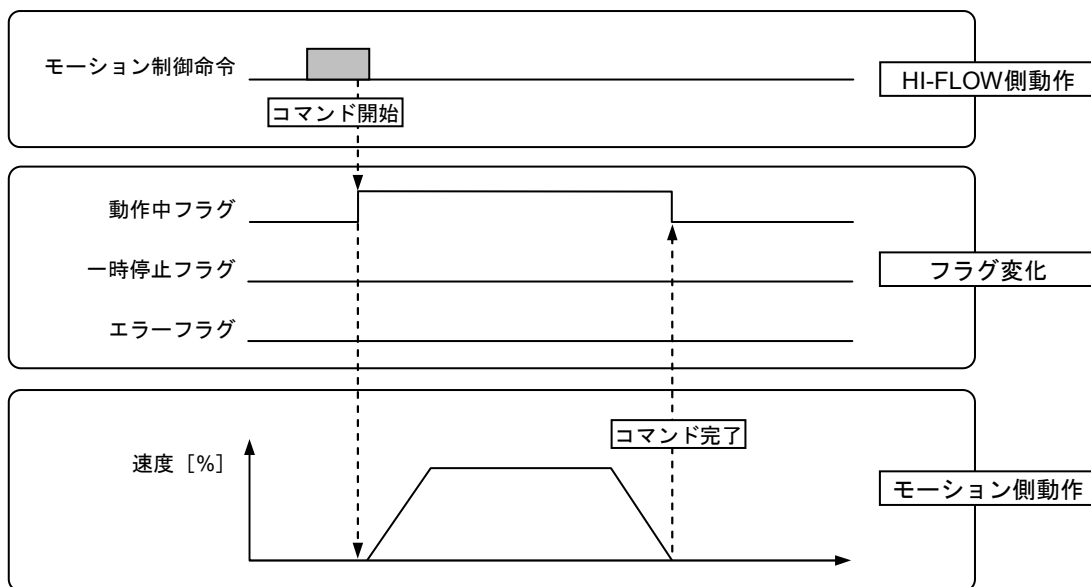 モーション制御命令
HI-FLOW側動作
コマンド開始
動作中フラグ
一時停止フラグ
フラグ変化
エラーフラグ
コマンド完了
速度［%］
モーション側動作